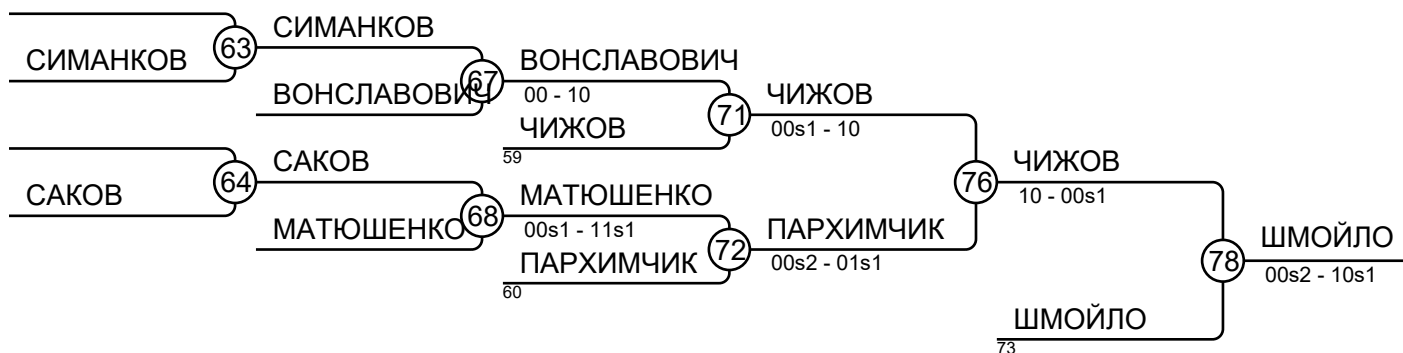 СИМАНКОВ
63
СИМАНКОВ
ВОНСЛАВОВИЧ
67
ВОНСЛАВОВИЧ
00 - 10
ЧИЖОВ
59
71
ЧИЖОВ
00s1 - 10
САКОВ
64
САКОВ
МАТЮШЕНКО
68
МАТЮШЕНКО
00s1 - 11s1
ПАРХИМЧИК
60
72
ПАРХИМЧИК
00s2 - 01s1
76
ЧИЖОВ
10 - 00s1
ШМОЙЛО
73
78
ШМОЙЛО
00s2 - 10s1